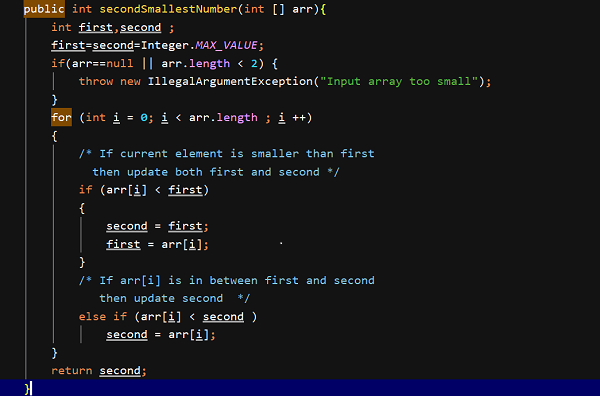 public int secondSmallestNumber(int [] arr){
int first,second ;
first=second=Integer.MAX_VALUE;
if(arr==null || arr.length < 2) {
throw new IllegalArgumentException("Input array too small");
}
for (int i = 0; i < arr.length ; i ++)
{
/* If current element is smaller than first
then update both first and second */
if (arr[i] < first)
{
second = first;
first = arr[i];
}
/* If arr[i] is in between first and second
then update second  */
else if (arr[i] < second )
second = arr[i];
}
return second;
}